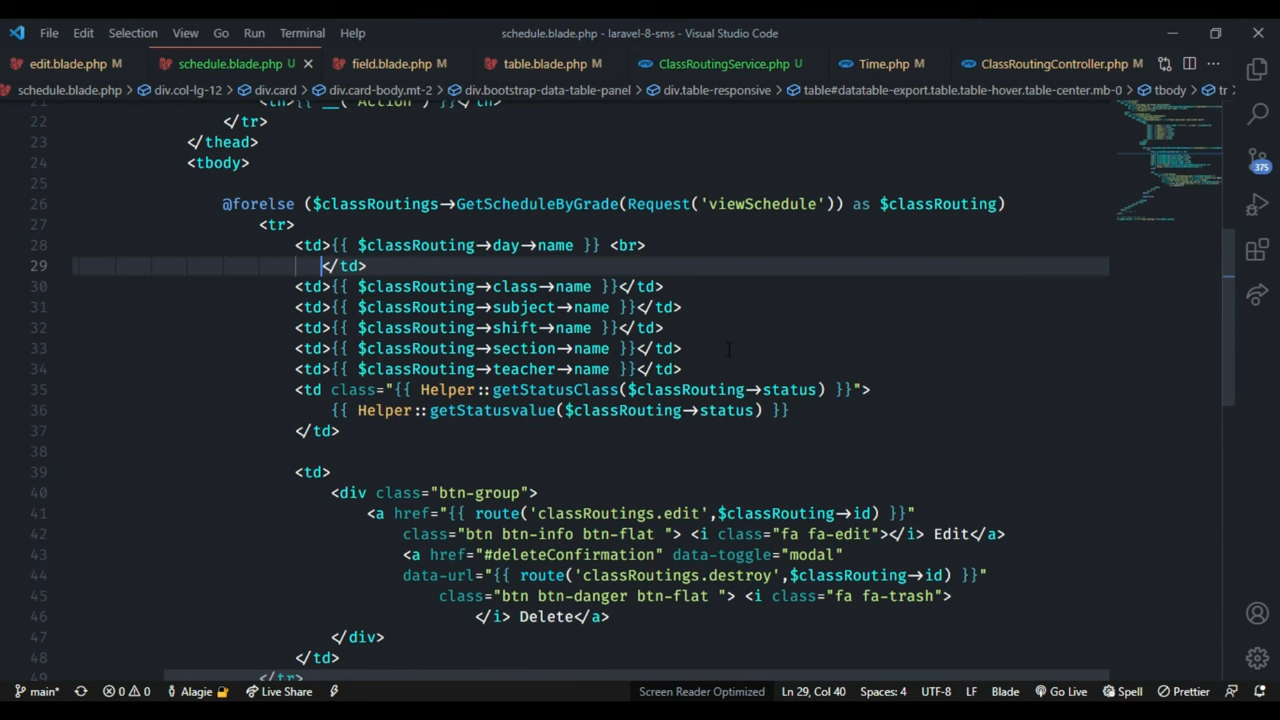 File Edit Selection View Go Run Terminal Help schedule.blade.php - laravel-8-sms - Visual Studio Code
edit.blade.php M schedule.blade.php U field.blade.php M table.blade.php M ClassRoutingService.php U Time.php M ClassRoutingController.php M
schedule.blade.php > div.col-lg-12 > div.card > div.card-body.mt-2 > div.bootstrap-data-table-panel > div.table-responsive > table#datatable-export.table.table-hover.table-center.mb-0 > tbody > tr >
21 <th>{{ __('Action') }}</th>
22 </tr>
23 </thead>
24 <tbody>
25
26 @forelse ($classRoutings->GetScheduleByGrade(Request('viewSchedule')) as $classRouting)
27 <tr>
28 <td>{{ $classRouting->day->name }} <br>
29 </td>
30 <td>{{ $classRouting->class->name }}</td>
31 <td>{{ $classRouting->subject->name }}</td>
32 <td>{{ $classRouting->shift->name }}</td>
33 <td>{{ $classRouting->section->name }}</td>
34 <td>{{ $classRouting->teacher->name }}</td>
35 <td class="{{ Helper::getStatusClass($classRouting->status) }}">
36 {{ Helper::getStatusvalue($classRouting->status) }}
37 </td>
38
39 <td>
40 <div class="btn-group">
41 <a href="{{ route('classRoutings.edit',$classRouting->id) }}"
42 class="btn btn-info btn-flat "> <i class="fa fa-edit"></i> Edit</a>
43 <a href="#deleteConfirmation" data-toggle="modal"
44 data-url="{{ route('classRoutings.destroy',$classRouting->id) }}"
45 class="btn btn-danger btn-flat "> <i class="fa fa-trash">
46 </i> Delete</a>
47 </div>
48 </td>
49 </tr>
375
main* 0 0 Alagie Live Share Screen Reader Optimized Ln 29, Col 40 Spaces: 4 UTF-8 LF Blade Go Live Spell Prettier